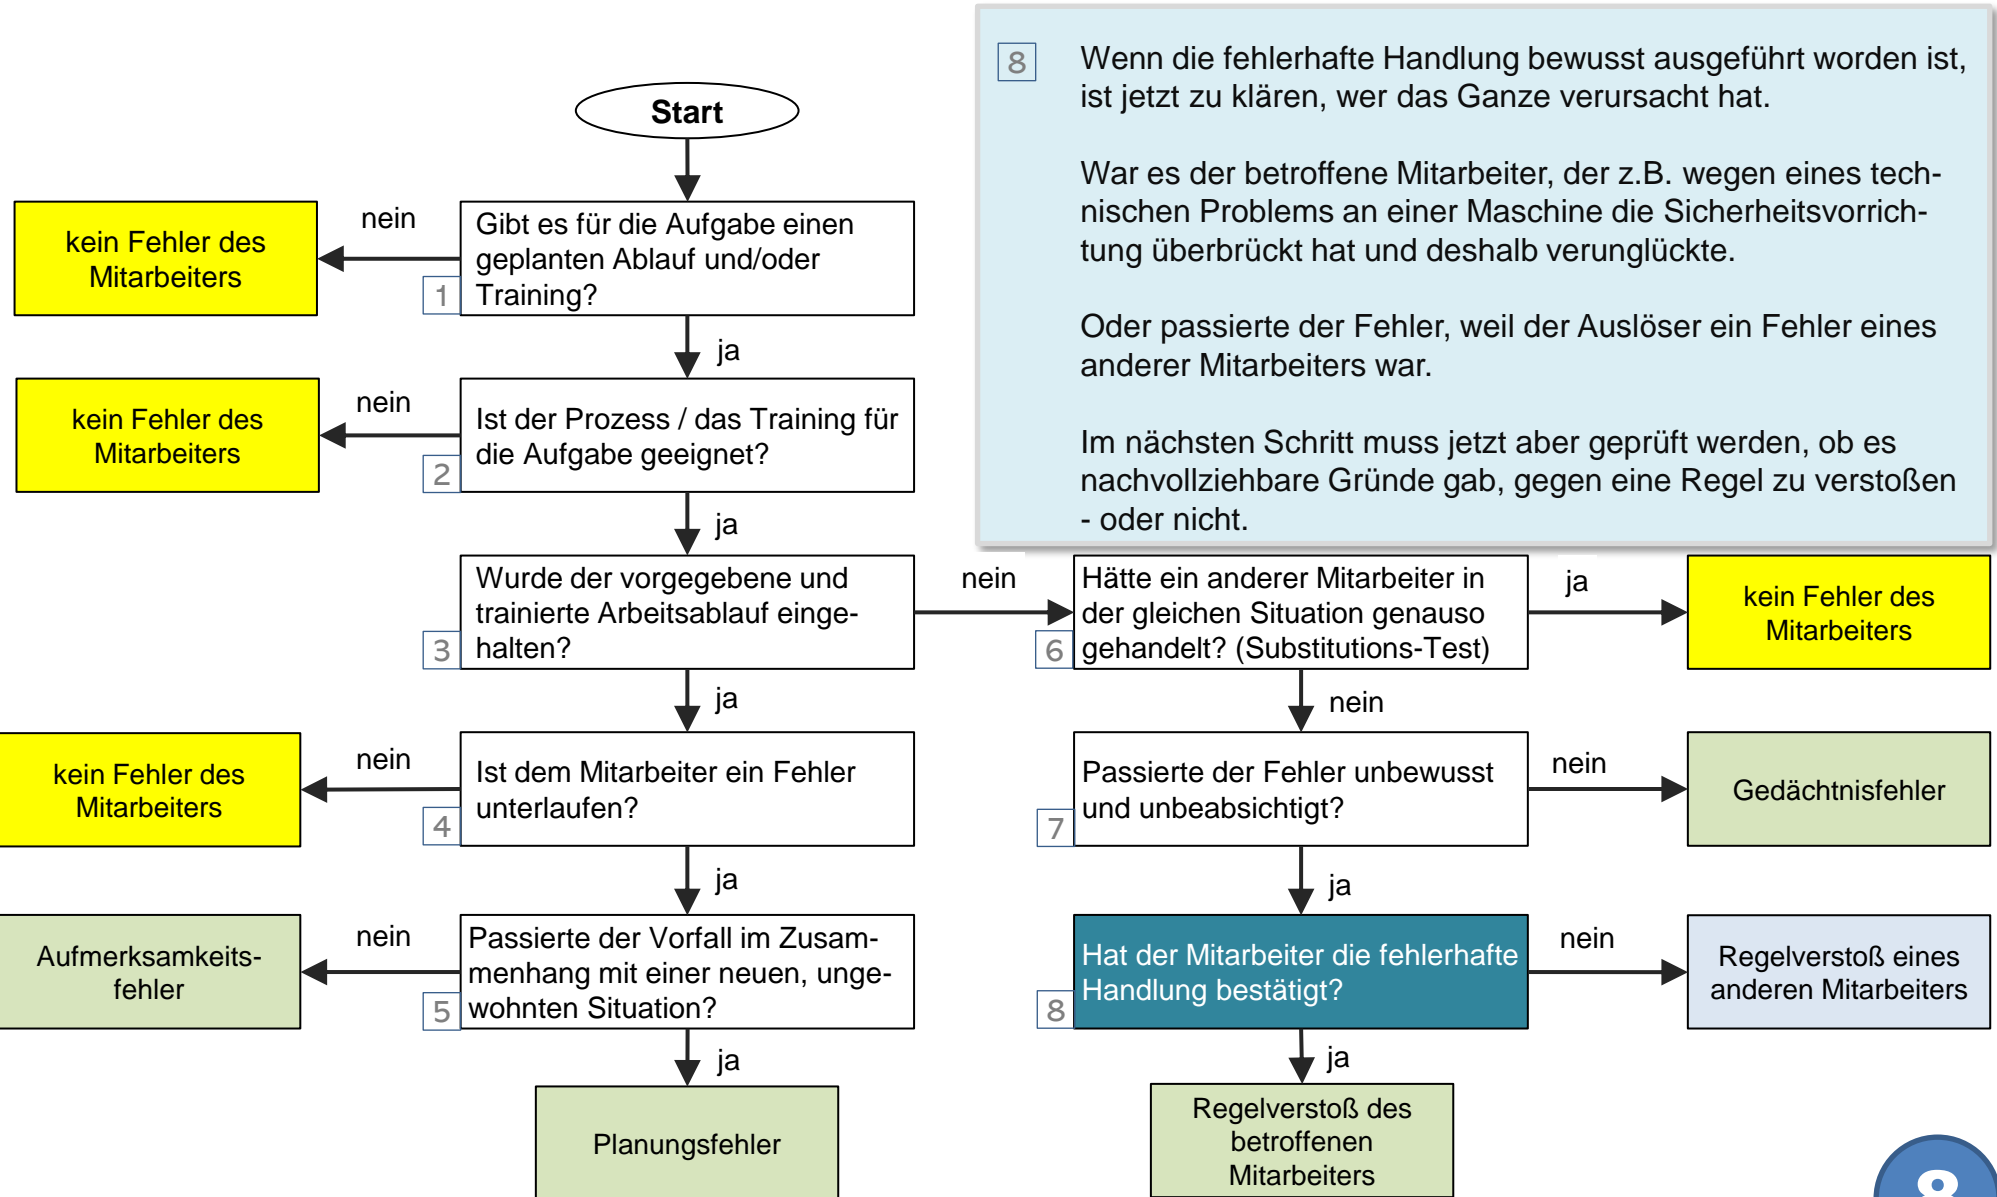 8
Wenn die fehlerhafte Handlung bewusst ausgeführt worden ist,
ist jetzt zu klären, wer das Ganze verursacht hat.
War es der betroffene Mitarbeiter, der z.B. wegen eines tech-
nischen Problems an einer Maschine die Sicherheitsvorrich-
tung überbrückt hat und deshalb verunglückte.
Oder passierte der Fehler, weil der Auslöser ein Fehler eines
anderer Mitarbeiters war.
Im nächsten Schritt muss jetzt aber geprüft werden, ob es
nachvollziehbare Gründe gab, gegen eine Regel zu verstoßen
- oder nicht.
Start
kein Fehler des
Mitarbeiters
nein
Gibt es für die Aufgabe einen
geplanten Ablauf und/oder
Training?
1
ja
kein Fehler des
Mitarbeiters
nein
Ist der Prozess / das Training für
die Aufgabe geeignet?
2
ja
Wurde der vorgegebene und
trainierte Arbeitsablauf einge-
halten?
3
nein
Hätte ein anderer Mitarbeiter in
der gleichen Situation genauso
gehandelt? (Substitutions-Test)
6
ja
kein Fehler des
Mitarbeiters
ja
nein
kein Fehler des
Mitarbeiters
nein
Ist dem Mitarbeiter ein Fehler
unterlaufen?
4
Passierte der Fehler unbewusst
und unbeabsichtigt?
7
nein
Gedächtnisfehler
ja
ja
Aufmerksamkeits-
fehler
nein
Passierte der Vorfall im Zusam-
menhang mit einer neuen, unge-
wohnten Situation?
5
Hat der Mitarbeiter die fehlerhafte
Handlung bestätigt?
8
nein
Regelverstoß eines
anderen Mitarbeiters
ja
ja
Planungsfehler
Regelverstoß des
betroffenen
Mitarbeiters
8